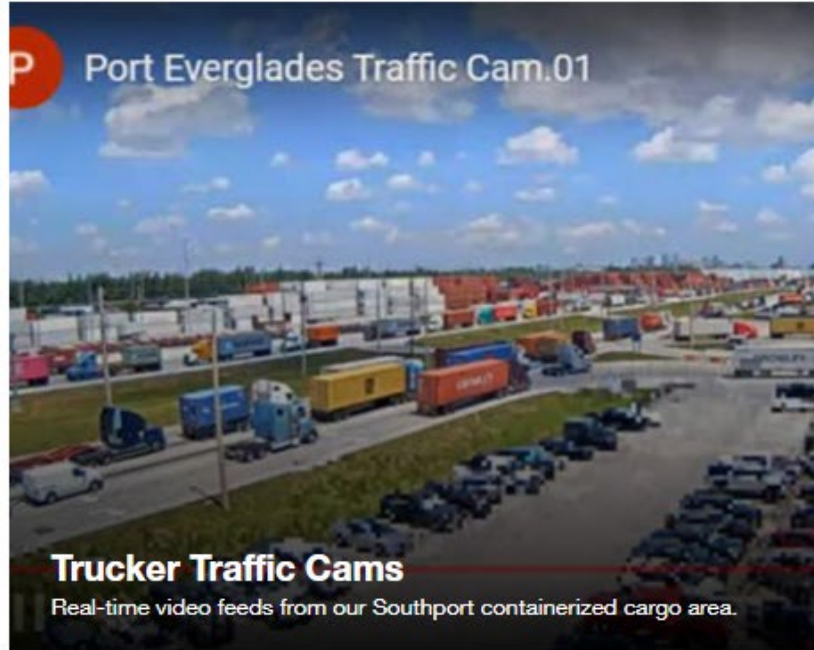 P
Port Everglades Traffic Cam.01
Trucker Traffic Cams
Real-time video feeds from our Southport containerized cargo area.